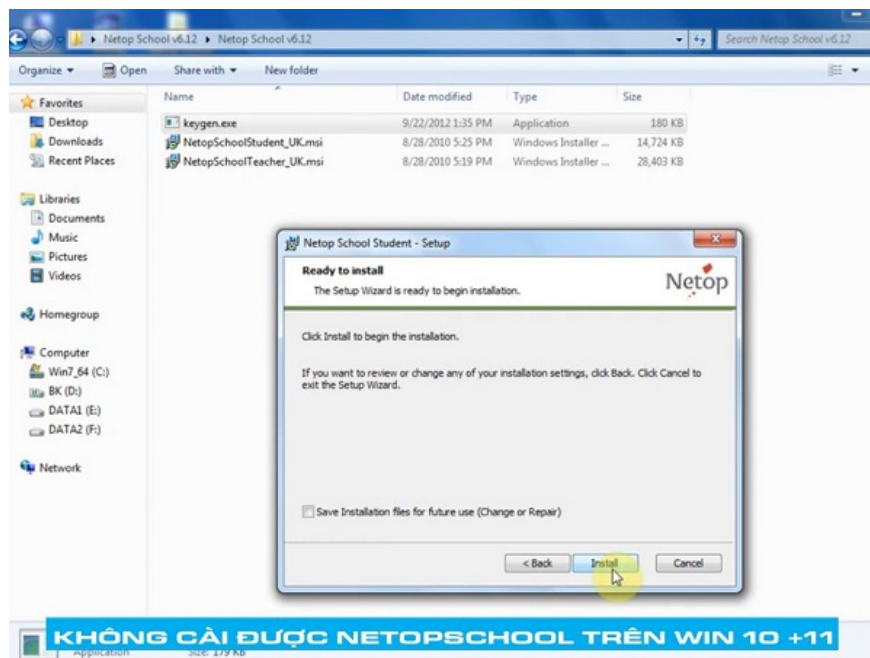 Netop School v6.12 ▸ Netop School v6.12
Search Netop School v6.12
Organize Open Share with New folder
Name Date modified Type Size
Favorites
Desktop
Downloads
Recent Places
Libraries
Documents
Music
Pictures
Videos
Homegroup
Computer
Win7_64 (C:)
BK (D:)
DATA1 (E:)
DATA2 (F:)
Network
keygen.exe 9/22/2012 1:35 PM Application 180 KB
NetopSchoolStudent_UK.msi 8/28/2010 5:25 PM Windows Installer ... 14,724 KB
NetopSchoolTeacher_UK.msi 8/28/2010 5:19 PM Windows Installer ... 28,403 KB
Netop School Student - Setup
Ready to install
The Setup Wizard is ready to begin installation.
Netop
Click Install to begin the installation.
If you want to review or change any of your installation settings, click Back. Click Cancel to
exit the Setup Wizard.
Save Installation files for future use (Change or Repair)
< Back Install Cancel
KHÔNG CÀI ĐƯỢC NETOPSCHOOL TRÊN WIN 10 +11
Application Size: 179 KB